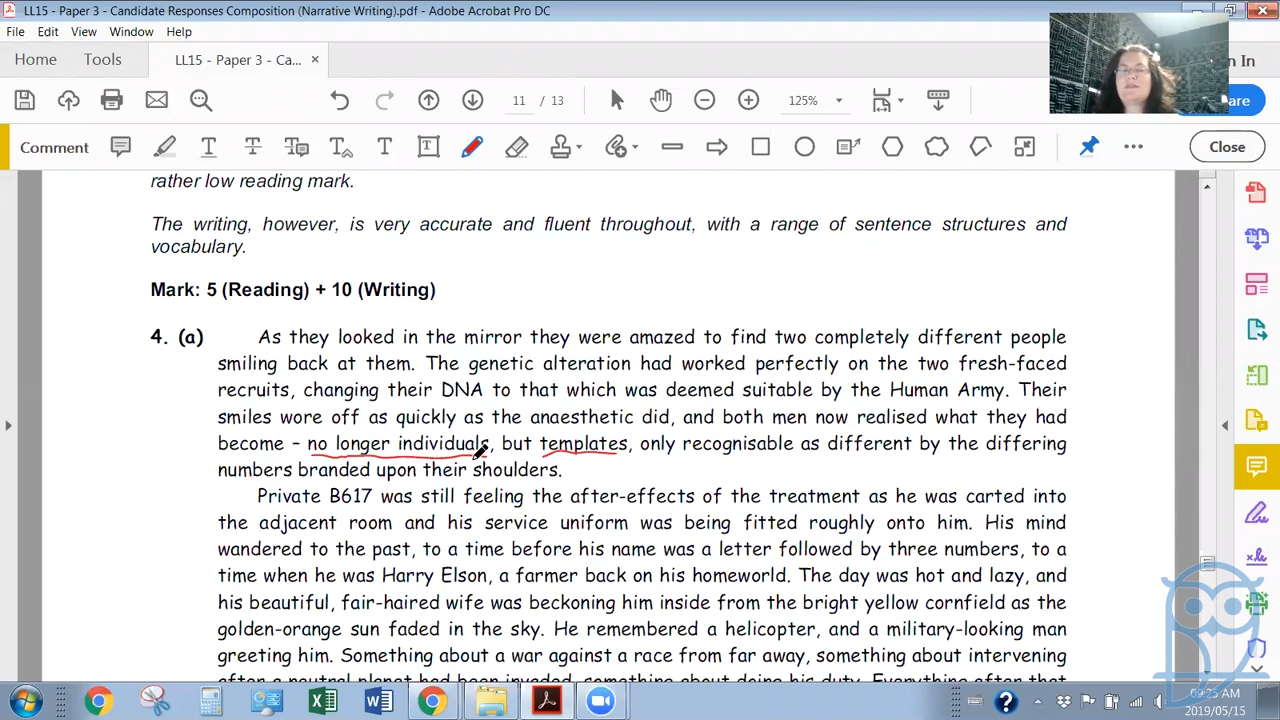 LL15 - Paper 3 - Candidate Responses Composition (Narrative Writing).pdf - Adobe Acrobat Pro DC
File Edit View Window Help
Home Tools LL15 - Paper 3 - Ca... × In
11 / 13 125% are
Comment Close
rather low reading mark.
The writing, however, is very accurate and fluent throughout, with a range of sentence structures and
vocabulary.
Mark: 5 (Reading) + 10 (Writing)
4. (a) As they looked in the mirror they were amazed to find two completely different people
smiling back at them. The genetic alteration had worked perfectly on the two fresh-faced
recruits, changing their DNA to that which was deemed suitable by the Human Army. Their
smiles wore off as quickly as the anaesthetic did, and both men now realised what they had
become – no longer individuals, but templates, only recognisable as different by the differing
numbers branded upon their shoulders.
Private B617 was still feeling the after-effects of the treatment as he was carted into
the adjacent room and his service uniform was being fitted roughly onto him. His mind
wandered to the past, to a time before his name was a letter followed by three numbers, to a
time when he was Harry Elson, a farmer back on his homeworld. The day was hot and lazy, and
his beautiful, fair-haired wife was beckoning him inside from the bright yellow cornfield as the
golden-orange sun faded in the sky. He remembered a helicopter, and a military-looking man
greeting him. Something about a war against a race from far away, something about intervening
after a neutral planet had been invaded, something about doing his duty. Everything after that
09:25 AM
2019/05/15